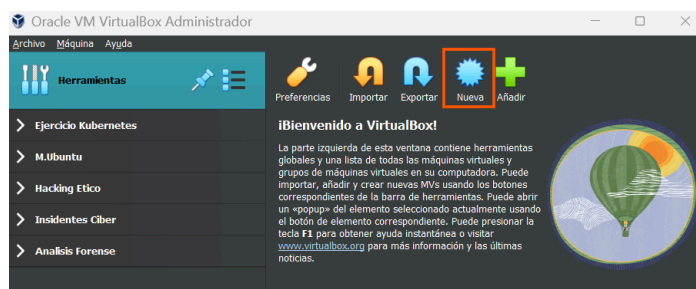 Oracle VM VirtualBox Administrador
Archivo Máquina Ayuda
Herramientas
Preferencias Importar Exportar Nueva Añadir
Ejercicio Kubernetes
M.Ubuntu
Hacking Etico
Insidentes Ciber
Analisis Forense
¡Bienvenido a VirtualBox!
La parte izquierda de esta ventana contiene herramientas
globales y una lista de todas las máquinas virtuales y
grupos de máquinas virtuales en su computadora. Puede
importar, añadir y crear nuevas MVs usando los botones
correspondientes de la barra de herramientas. Puede abrir
un «popup» del elemento seleccionado actualmente usando
el botón de elemento correspondiente. Puede presionar la
tecla F1 para obtener ayuda instantánea o visitar
www.virtualbox.org para más información y las últimas
noticias.